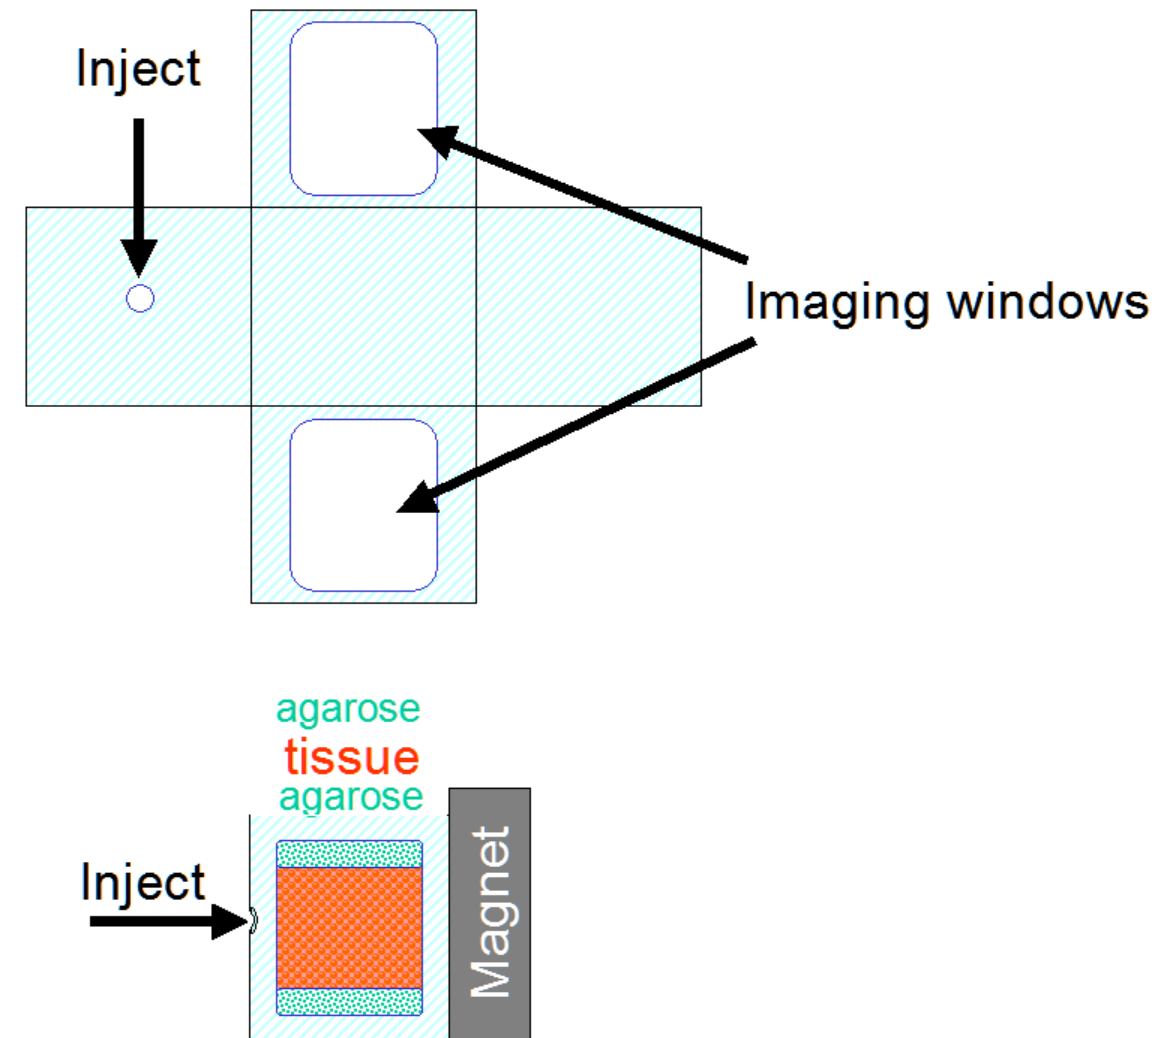 Inject
Imaging windows
agarose
tissue
agarose
Inject
Magnet